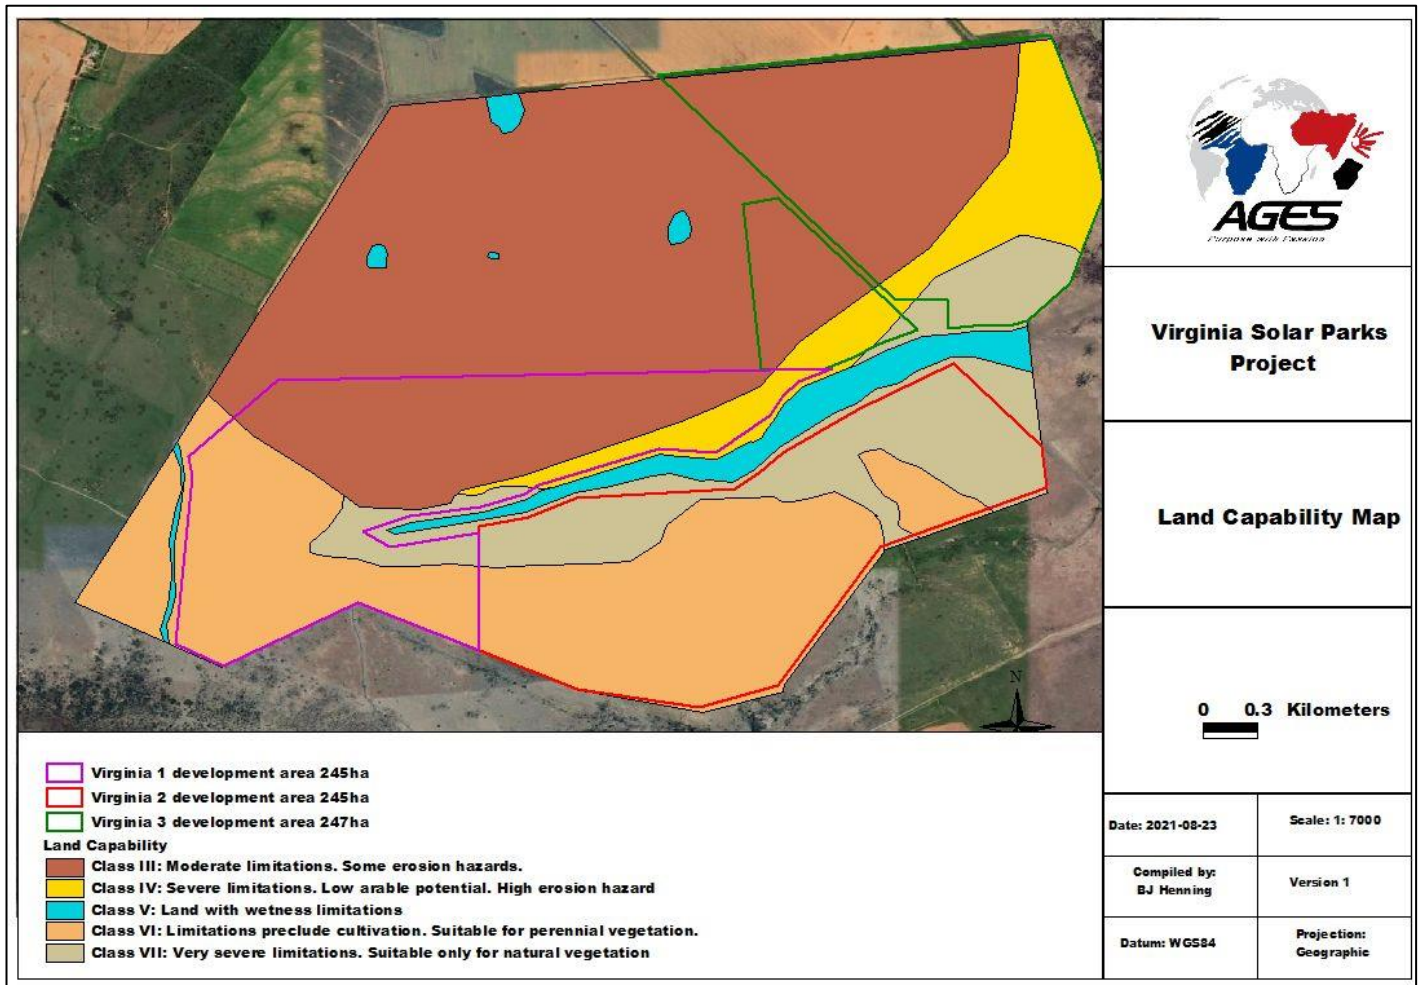 AGES
Purpose with Passion
Virginia Solar Parks
Project
Land Capability Map
N
0 0.3 Kilometers
Virginia 1 development area 245ha
Virginia 2 development area 245ha
Virginia 3 development area 247ha
Land Capability
Class III: Moderate limitations. Some erosion hazards.
Class IV: Severe limitations. Low arable potential. High erosion hazard
Class V: Land with wetness limitations
Class VI: Limitations preclude cultivation. Suitable for perennial vegetation.
Class VII: Very severe limitations. Suitable only for natural vegetation
Date: 2021-08-23
Scale: 1: 7000
Compiled by:
BJ Henning
Version 1
Datum: WGS84
Projection:
Geographic